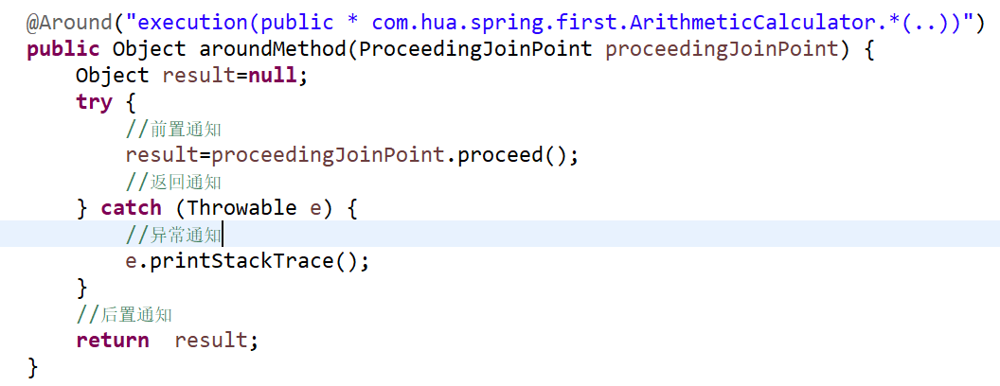 @Around("execution(public * com.hua.spring.first.ArithmeticCalculator.*(..))")
public Object aroundMethod(ProceedingJoinPoint proceedingJoinPoint) {
    Object result=null;
    try {
        //前置通知
        result=proceedingJoinPoint.proceed();
        //返回通知
    } catch (Throwable e) {
        //异常通知
        e.printStackTrace();
    }
    //后置通知
    return  result;
}